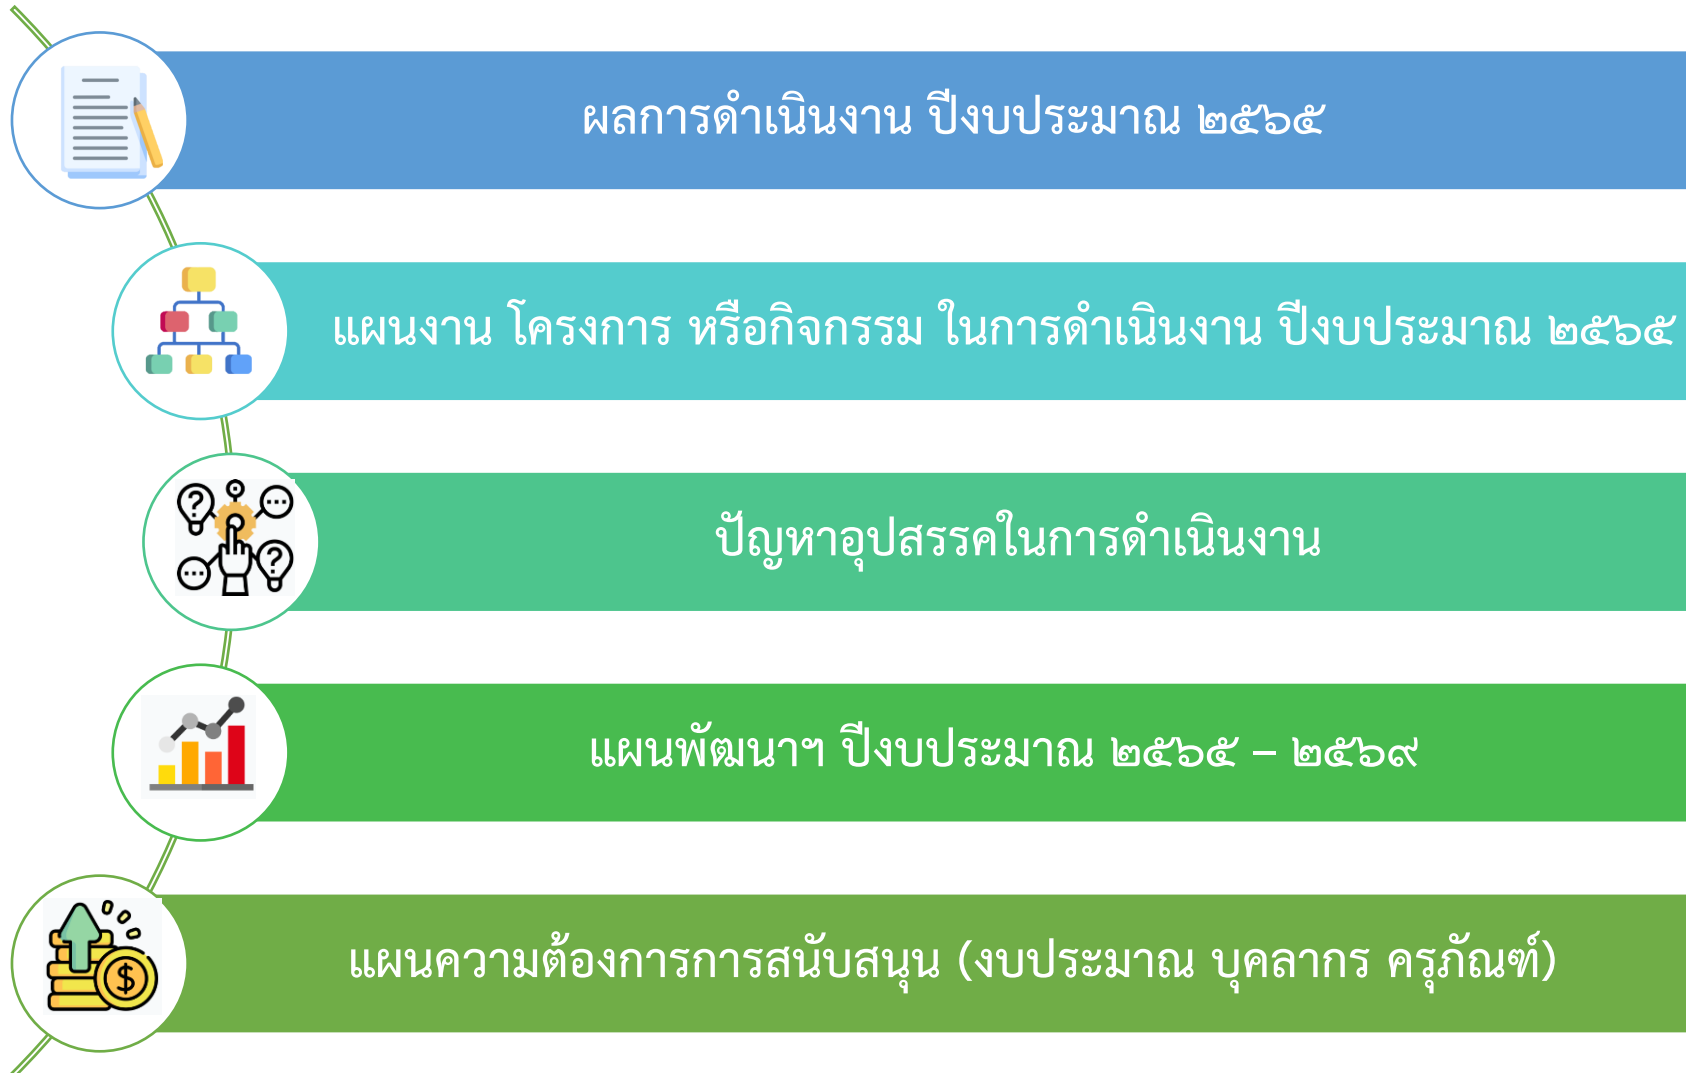 ผลการดำเนินงาน ปีงบประมาณ ๒๕๖๕
แผนงาน โครงการ หรือกิจกรรม ในการดำเนินงาน ปีงบประมาณ ๒๕๖๕
ปัญหาอุปสรรคในการดำเนินงาน
แผนพัฒนาฯ ปีงบประมาณ ๒๕๖๕ – ๒๕๖๙
แผนความต้องการการสนับสนุน (งบประมาณ บุคลากร ครุภัณฑ์)